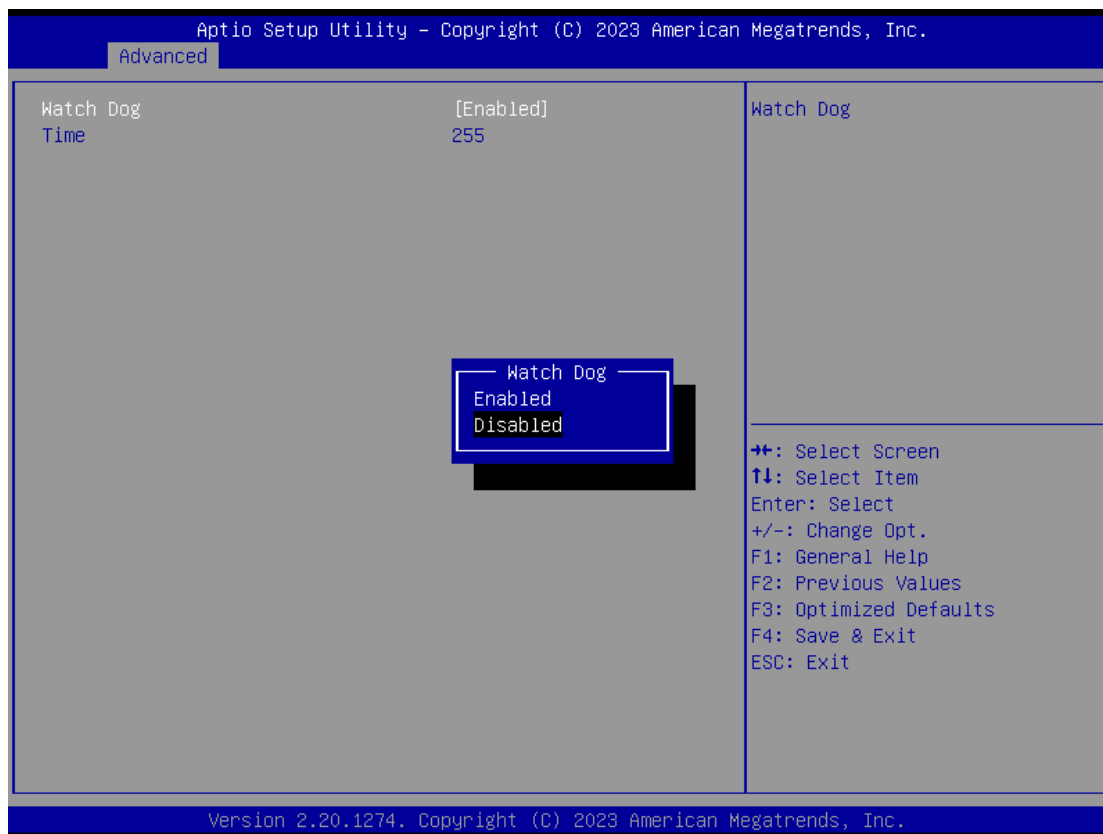 Aptio Setup Utility – Copyright (C) 2023 American Megatrends, Inc.
Advanced
Watch Dog [Enabled]
Time 255
Watch Dog
Watch Dog
Enabled
Disabled
→←: Select Screen
↑↓: Select Item
Enter: Select
+/-: Change Opt.
F1: General Help
F2: Previous Values
F3: Optimized Defaults
F4: Save & Exit
ESC: Exit
Version 2.20.1274. Copyright (C) 2023 American Megatrends, Inc.